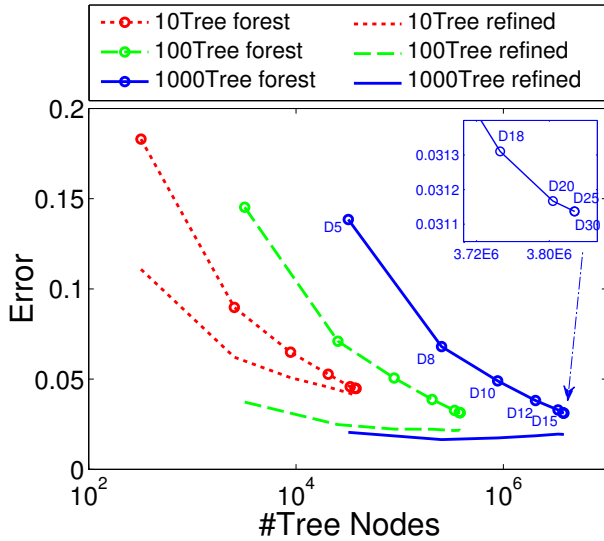 10Tree forest 10Tree refined
100Tree forest 100Tree refined
1000Tree forest 1000Tree refined
0.2
0.15
0.1
0.05
0
Error
D5
D8
D10
D12
D15
0.0313
0.0312
0.0311
D18
D20
D25
D30
3.72E6 3.80E6
10^2 10^4 10^6
#Tree Nodes